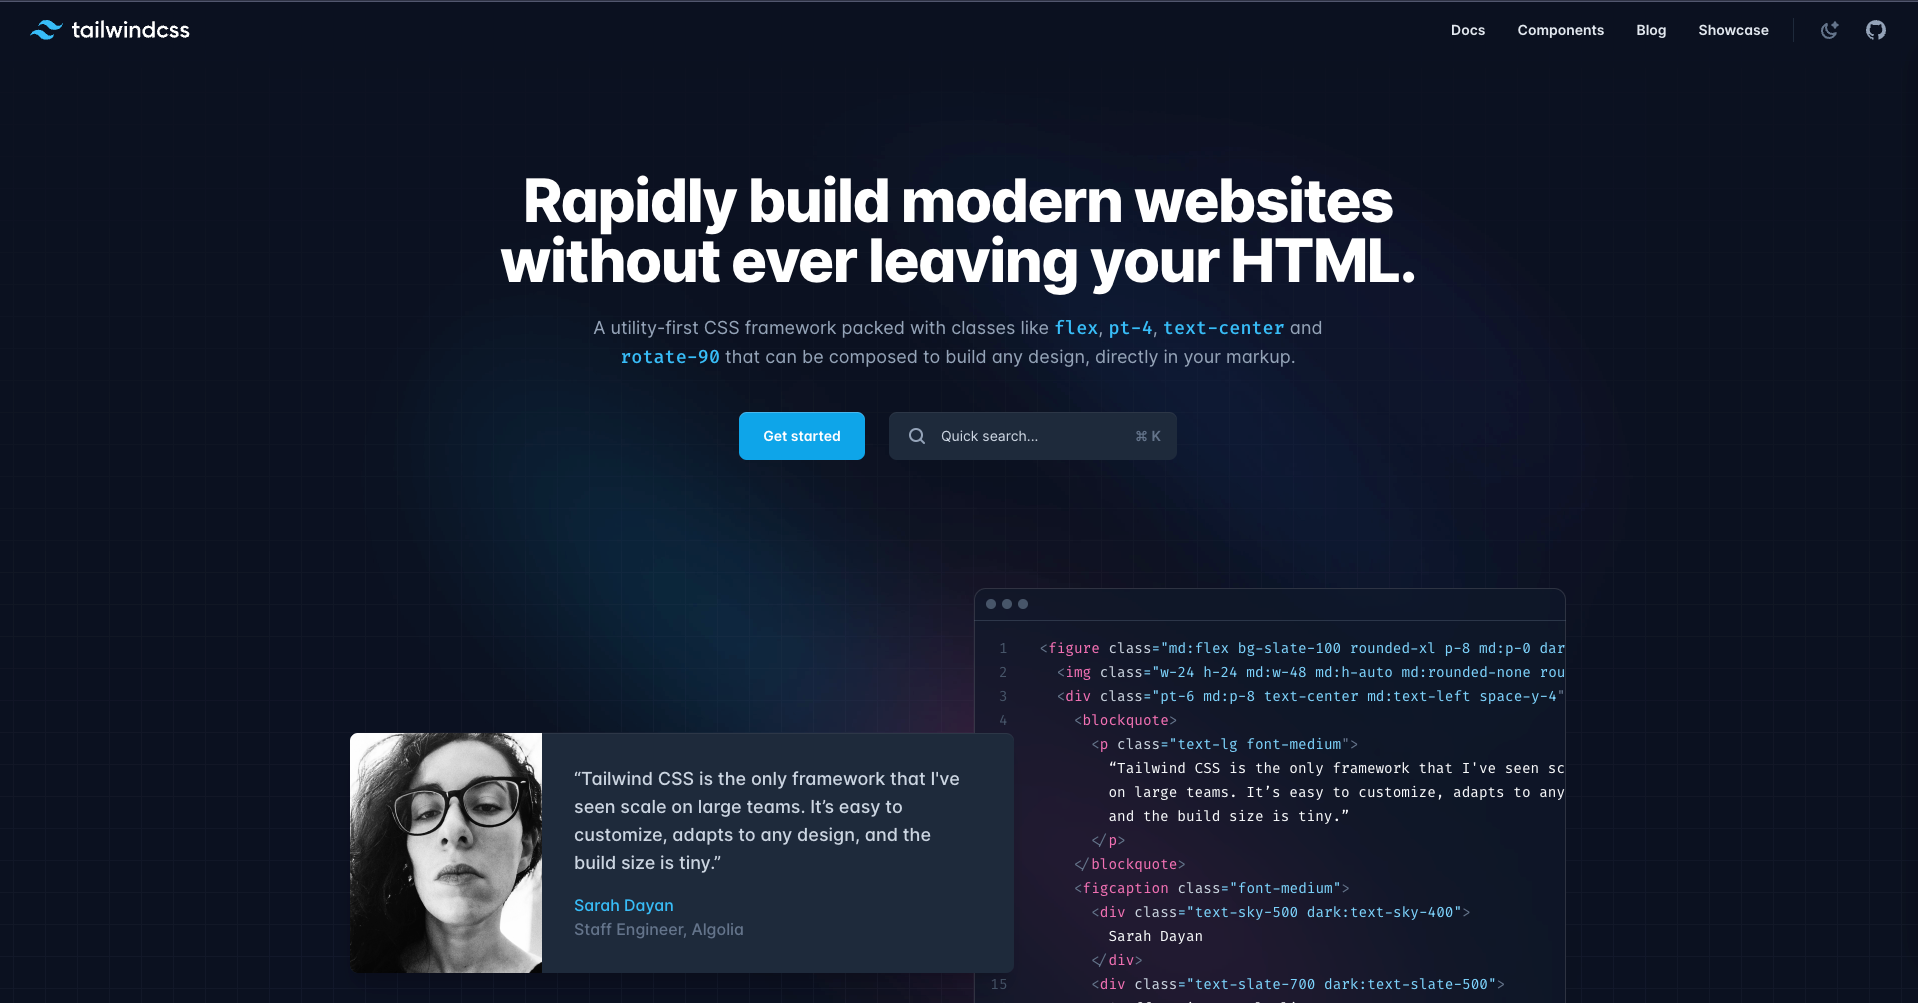 tailwindcss
Docs
Components
Blog
Showcase
Rapidly build modern websites
without ever leaving your HTML.
A utility-first CSS framework packed with classes like flex, pt-4, text-center and
rotate-90 that can be composed to build any design, directly in your markup.
Get started
Quick search...
⌘ K
1 <figure class="md:flex bg-slate-100 rounded-xl p-8 md:p-0 dar
2 <img class="w-24 h-24 md:w-48 md:h-auto md:rounded-none rou
3 <div class="pt-6 md:p-8 text-center md:text-left space-y-4"
4 <blockquote>
<p class="text-lg font-medium">
“Tailwind CSS is the only framework that I've seen sc
on large teams. It’s easy to customize, adapts to any
and the build size is tiny.”
</p>
</blockquote>
<figcaption class="font-medium">
<div class="text-sky-500 dark:text-sky-400">
Sarah Dayan
</div>
15 <div class="text-slate-700 dark:text-slate-500">
“Tailwind CSS is the only framework that I've
seen scale on large teams. It’s easy to
customize, adapts to any design, and the
build size is tiny.”
Sarah Dayan
Staff Engineer, Algolia